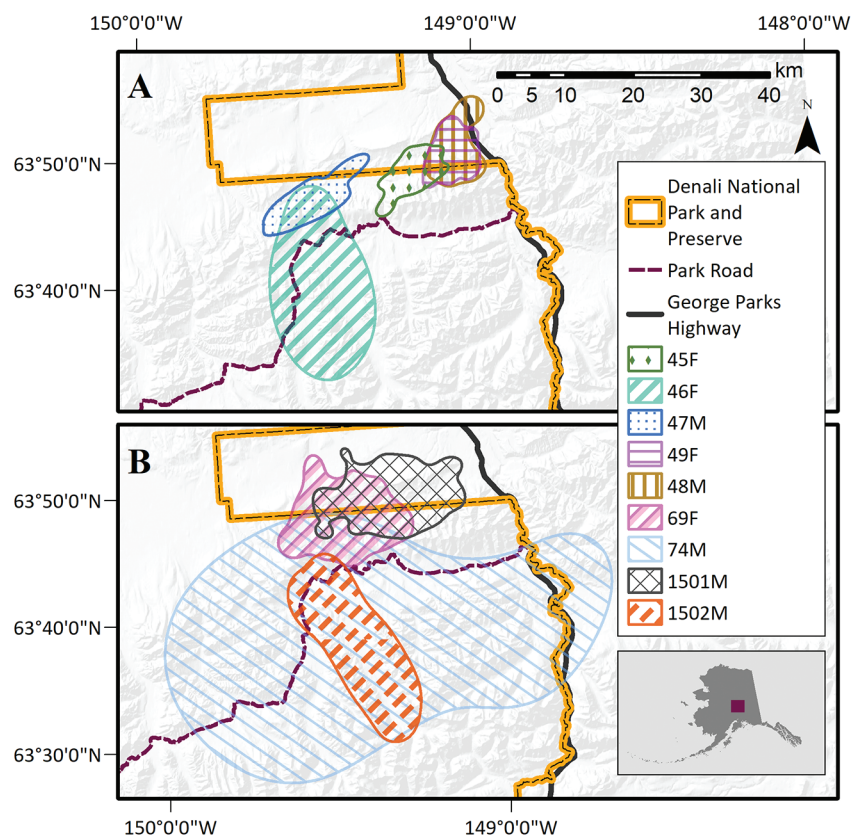 150°0'0"W 149°0'0"W 148°0'0"W
A
km
0 5 10 20 30 40
N
63°50'0"N
63°40'0"N
Denali National
Park and
Preserve
Park Road
George Parks
Highway
45F
46F
47M
49F
48M
69F
74M
1501M
1502M
B
63°50'0"N
63°40'0"N
63°30'0"N
150°0'0"W 149°0'0"W